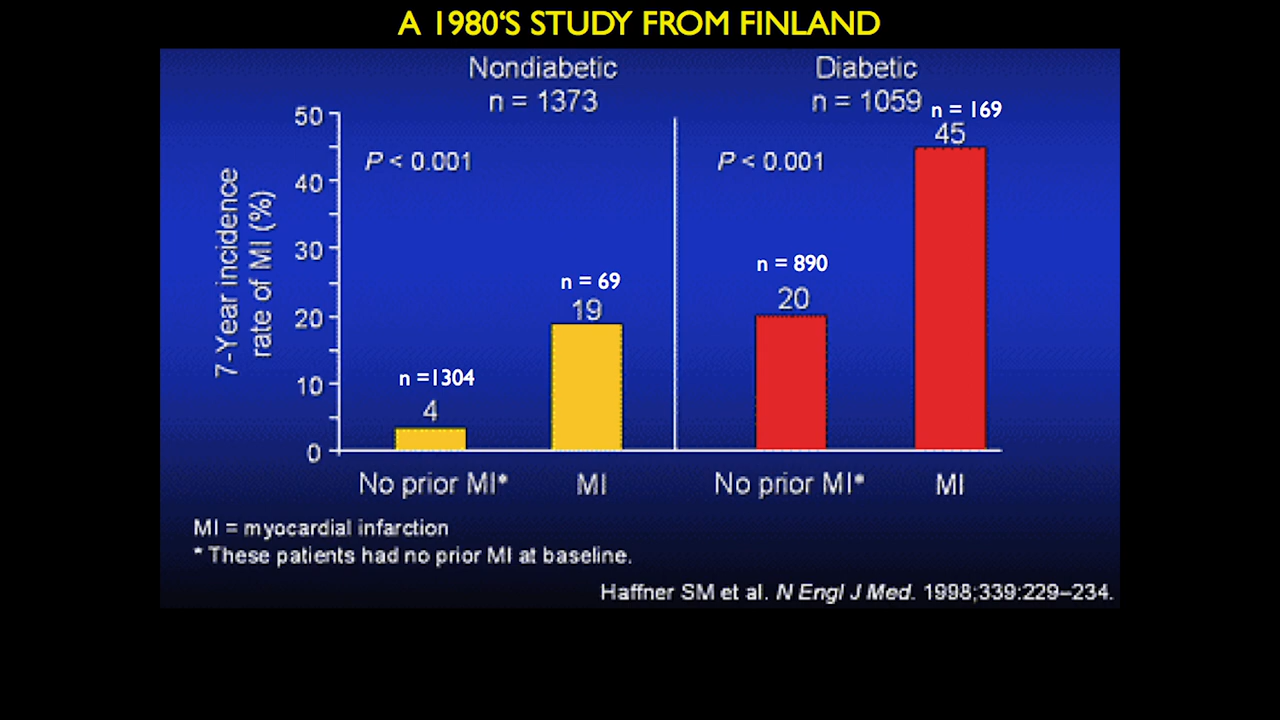 A 1980‘S STUDY FROM FINLAND
Nondiabetic
n = 1373
Diabetic
n = 1059
n = 169
45
P < 0.001
P < 0.001
50
40
30
20
10
0
7-Year incidence
rate of MI (%)
n =1304
4
n = 69
19
n = 890
20
No prior MI*
MI
No prior MI*
MI
MI = myocardial infarction
* These patients had no prior MI at baseline.
Haffner SM et al. N Engl J Med. 1998;339:229–234.